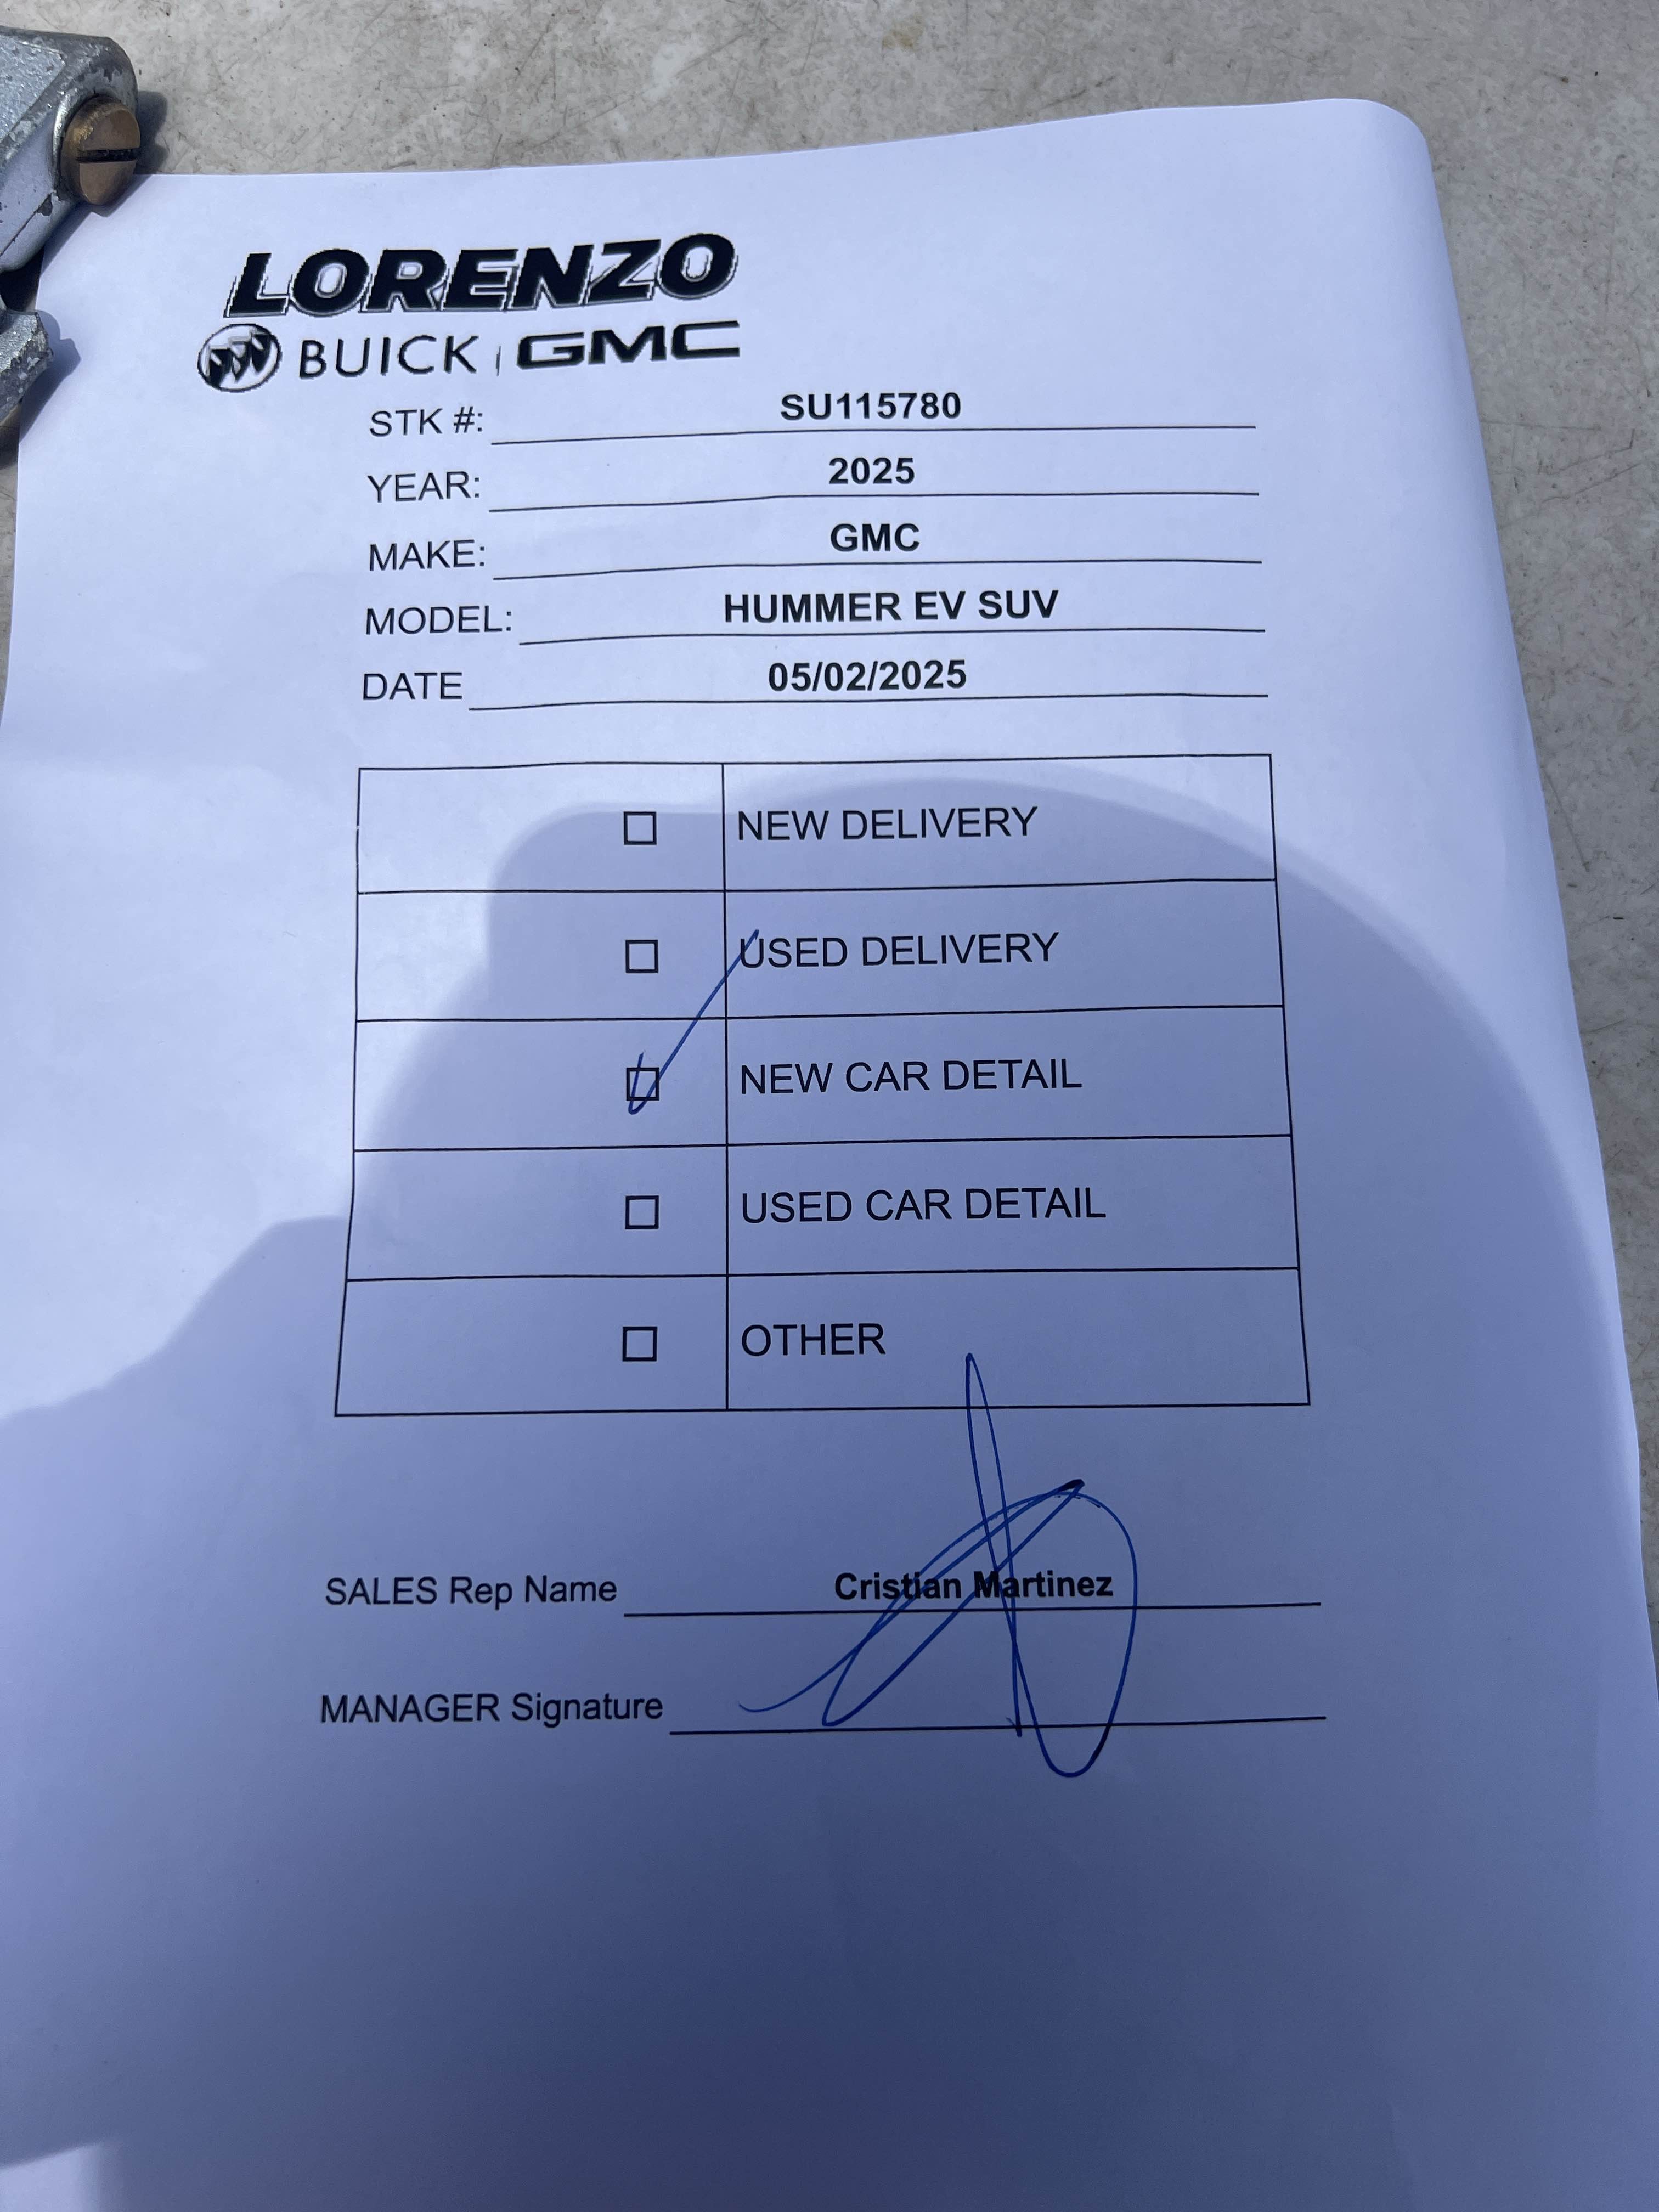 LORENZO
BUICK | GMC
STK #: SU115780
YEAR: 2025
MAKE: GMC
MODEL: HUMMER EV SUV
DATE 05/02/2025
NEW DELIVERY
USED DELIVERY
NEW CAR DETAIL
USED CAR DETAIL
OTHER
SALES Rep Name Cristian Martinez
MANAGER Signature